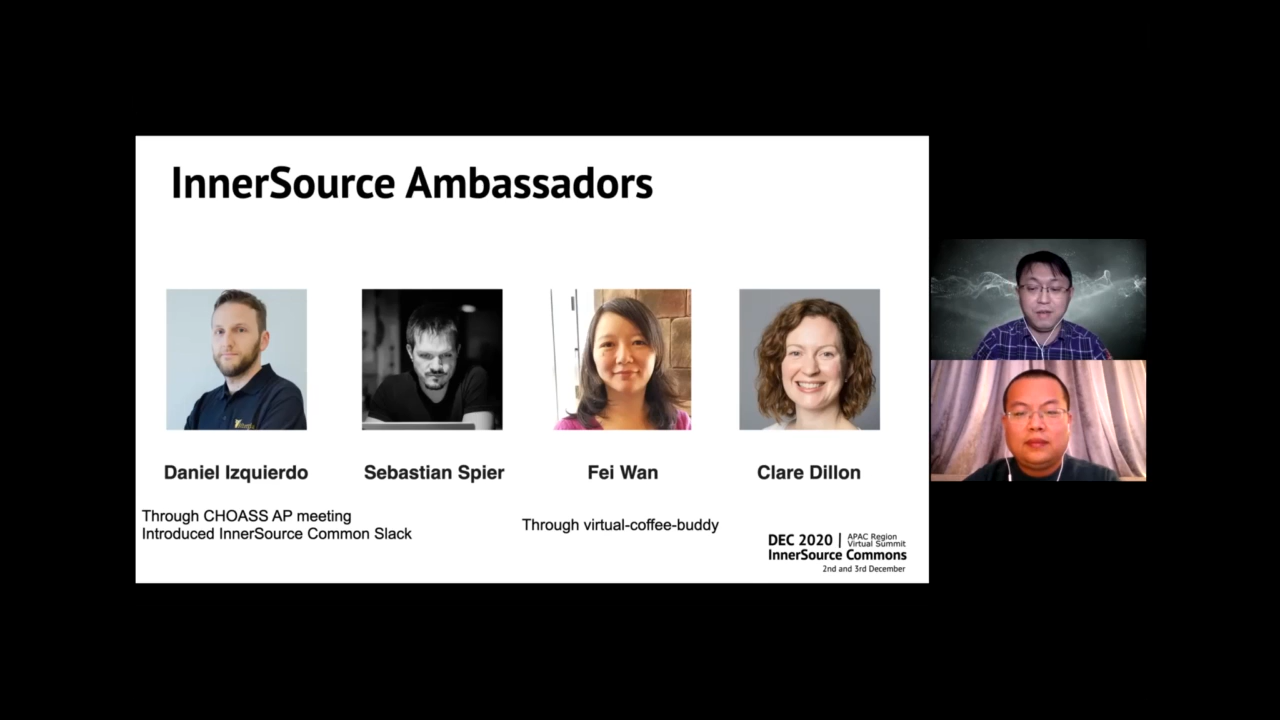 InnerSource Ambassadors
Daniel Izquierdo
Sebastian Spier
Fei Wan
Clare Dillon
Through CHOASS AP meeting
Introduced InnerSource Common Slack
Through virtual-coffee-buddy
DEC 2020 | APAC Region
Virtual Summit
InnerSource Commons
2nd and 3rd December